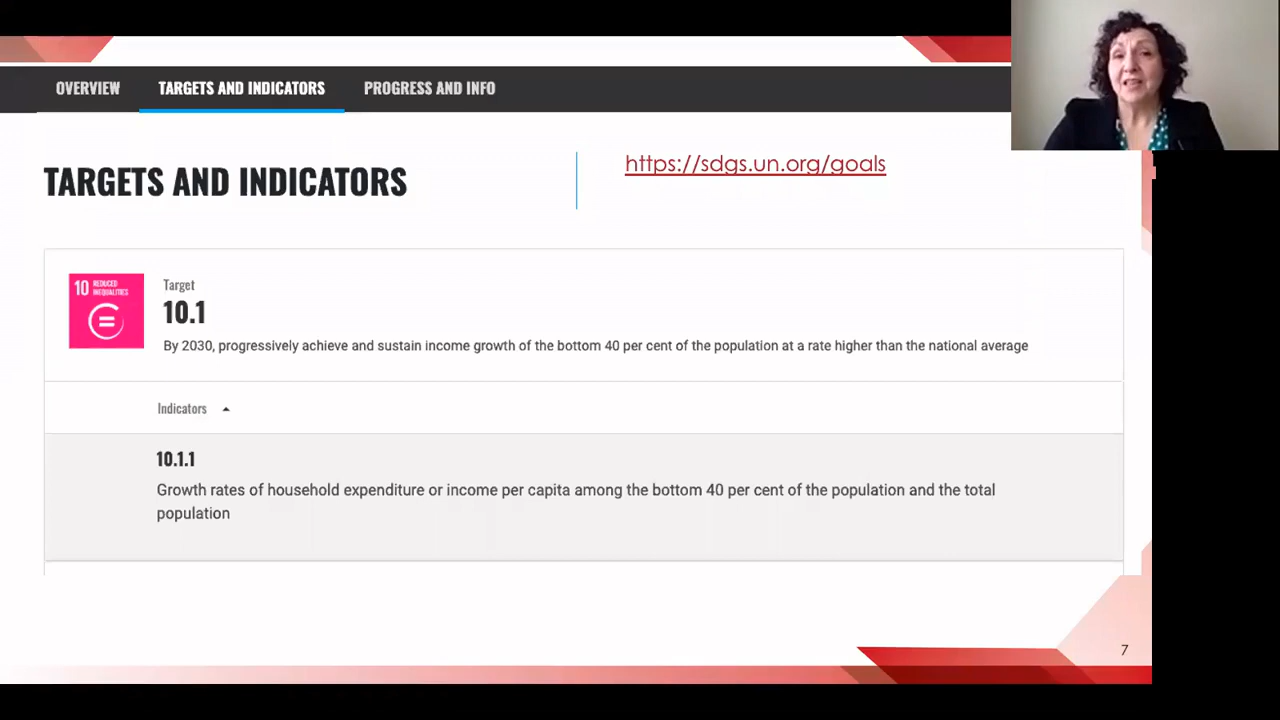 OVERVIEW TARGETS AND INDICATORS PROGRESS AND INFO
TARGETS AND INDICATORS
https://sdgs.un.org/goals
10 REDUCED
INEQUALITIES
Target
10.1
By 2030, progressively achieve and sustain income growth of the bottom 40 per cent of the population at a rate higher than the national average
Indicators
10.1.1
Growth rates of household expenditure or income per capita among the bottom 40 per cent of the population and the total
population
7